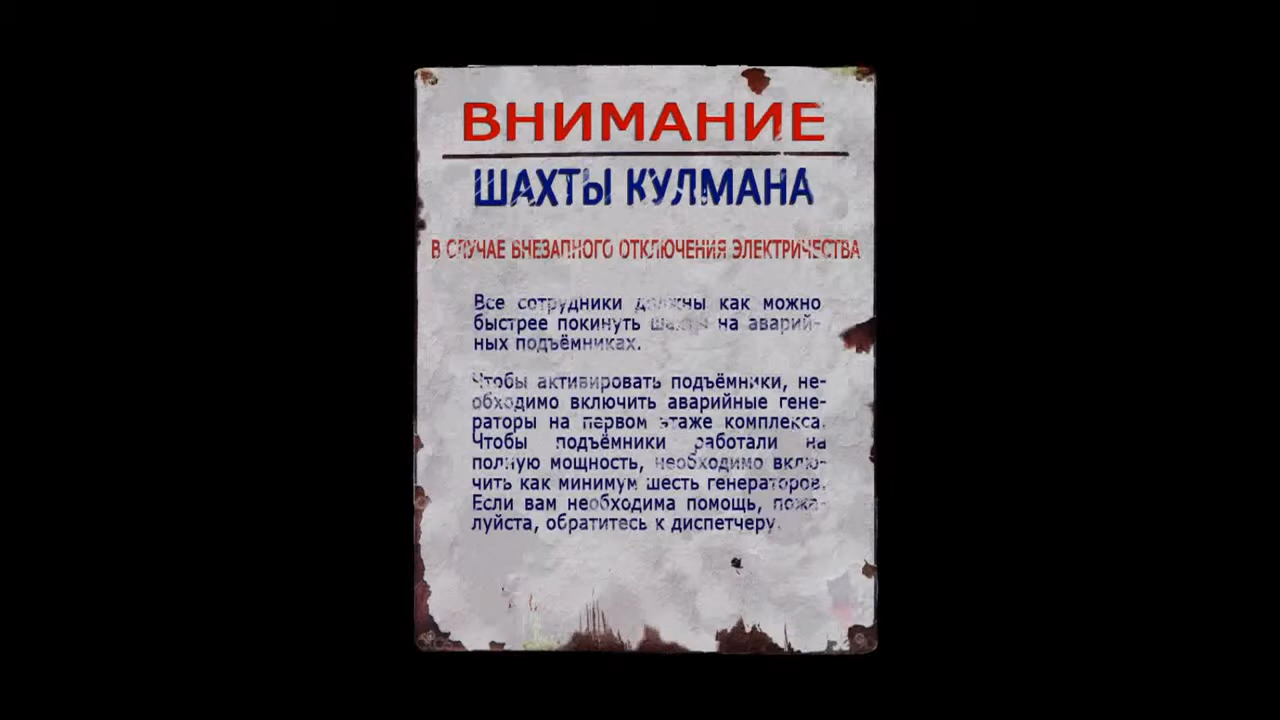 ВНИМАНИЕ
ШАХТЫ КУЛМАНА
В СЛУЧАЕ ВНЕЗАПНОГО ОТКЛЮЧЕНИЯ ЭЛЕКТРИЧЕСТВА
Все сотрудники должны как можно
быстрее покинуть шахты на аварий-
ных подъёмниках.
Чтобы активировать подъёмники, не-
обходимо включить аварийные гене-
раторы на первом этаже комплекса.
Чтобы подъёмники работали на
полную мощность, необходимо вклю-
чить как минимум шесть генераторов.
Если вам необходима помощь, пожа-
луйста, обратитесь к диспетчеру.